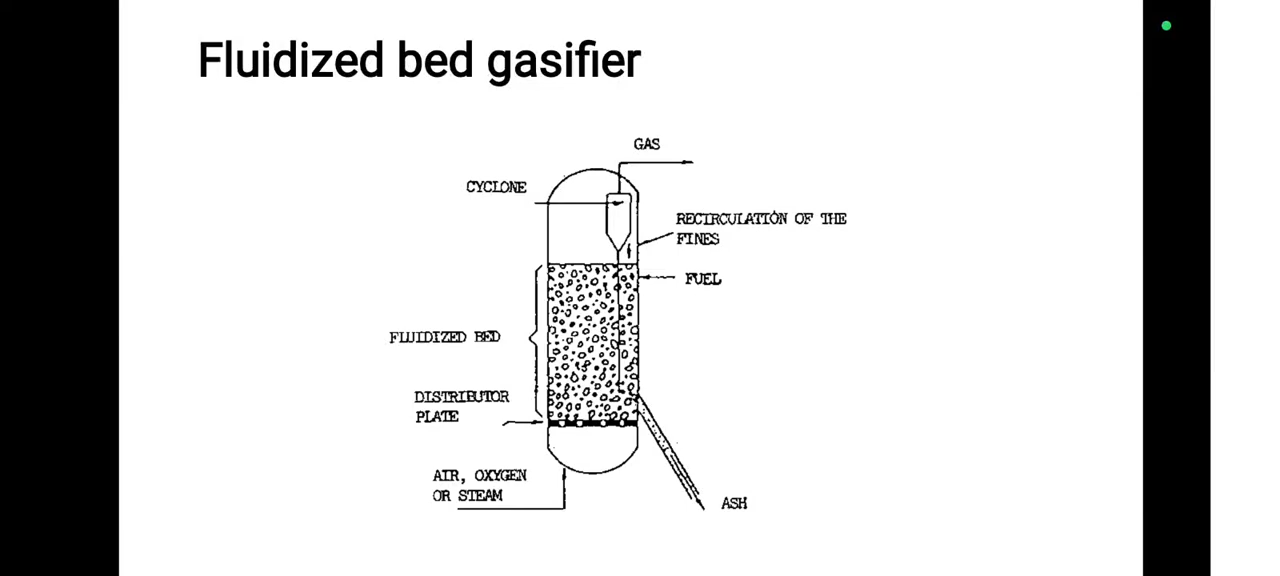 Fluidized bed gasifier
GAS
CYCLONE
RECIRCULATION OF THE
FINES
FUEL
FLUIDIZED BED
DISTRIBUTOR
PLATE
AIR, OXYGEN
OR STEAM
ASH